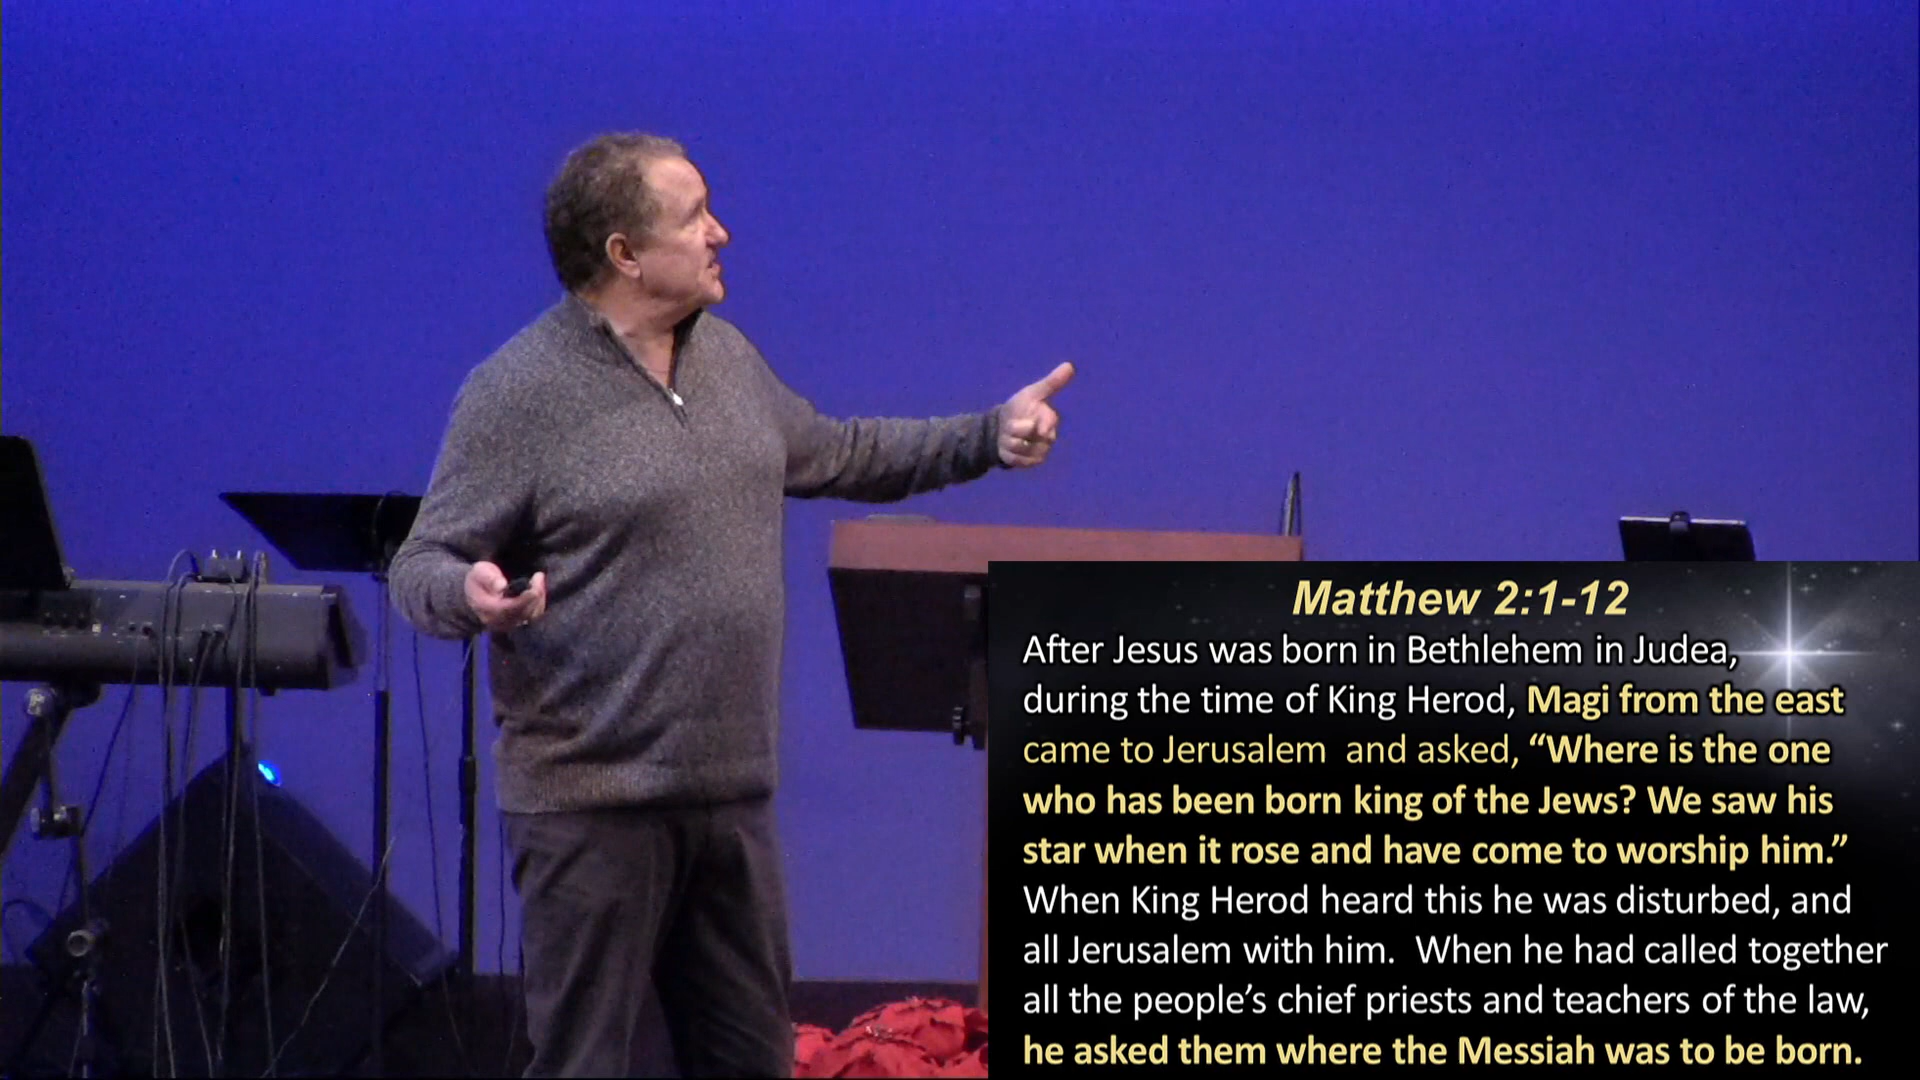 Matthew 2:1-12
After Jesus was born in Bethlehem in Judea,
during the time of King Herod, Magi from the east
came to Jerusalem  and asked, “Where is the one
who has been born king of the Jews? We saw his
star when it rose and have come to worship him.”
When King Herod heard this he was disturbed, and
all Jerusalem with him.  When he had called together
all the people’s chief priests and teachers of the law,
he asked them where the Messiah was to be born.